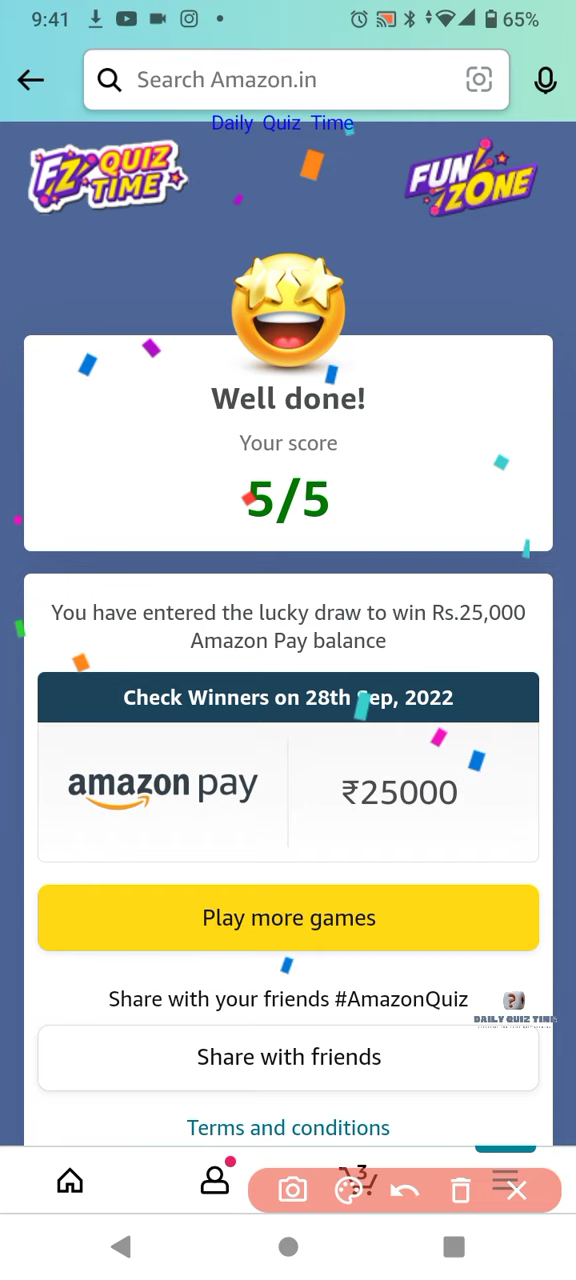 9:41
65%
Search Amazon.in
Daily Quiz Time
FZ QUIZ TIME
FUN ZONE
Well done!
Your score
5/5
You have entered the lucky draw to win Rs.25,000
Amazon Pay balance
Check Winners on 28th Sep, 2022
amazon pay
₹25000
Play more games
Share with your friends #AmazonQuiz
DAILY QUIZ TIME
Share with friends
Terms and conditions
3